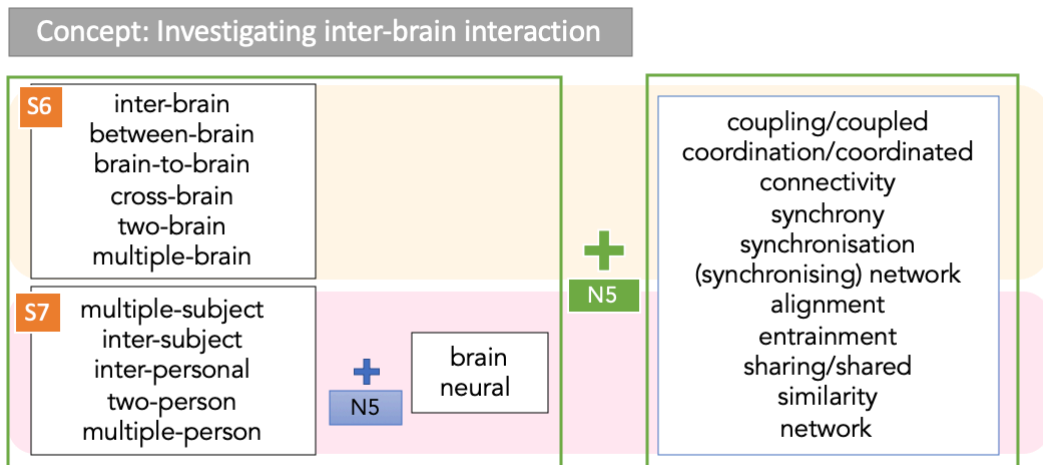 Concept: Investigating inter-brain interaction
S6
inter-brain
between-brain
brain-to-brain
cross-brain
two-brain
multiple-brain
S7
multiple-subject
inter-subject
inter-personal
two-person
multiple-person
+
N5
brain
neural
+
N5
coupling/coupled
coordination/coordinated
connectivity
synchrony
synchronisation
(synchronising) network
alignment
entrainment
sharing/shared
similarity
network